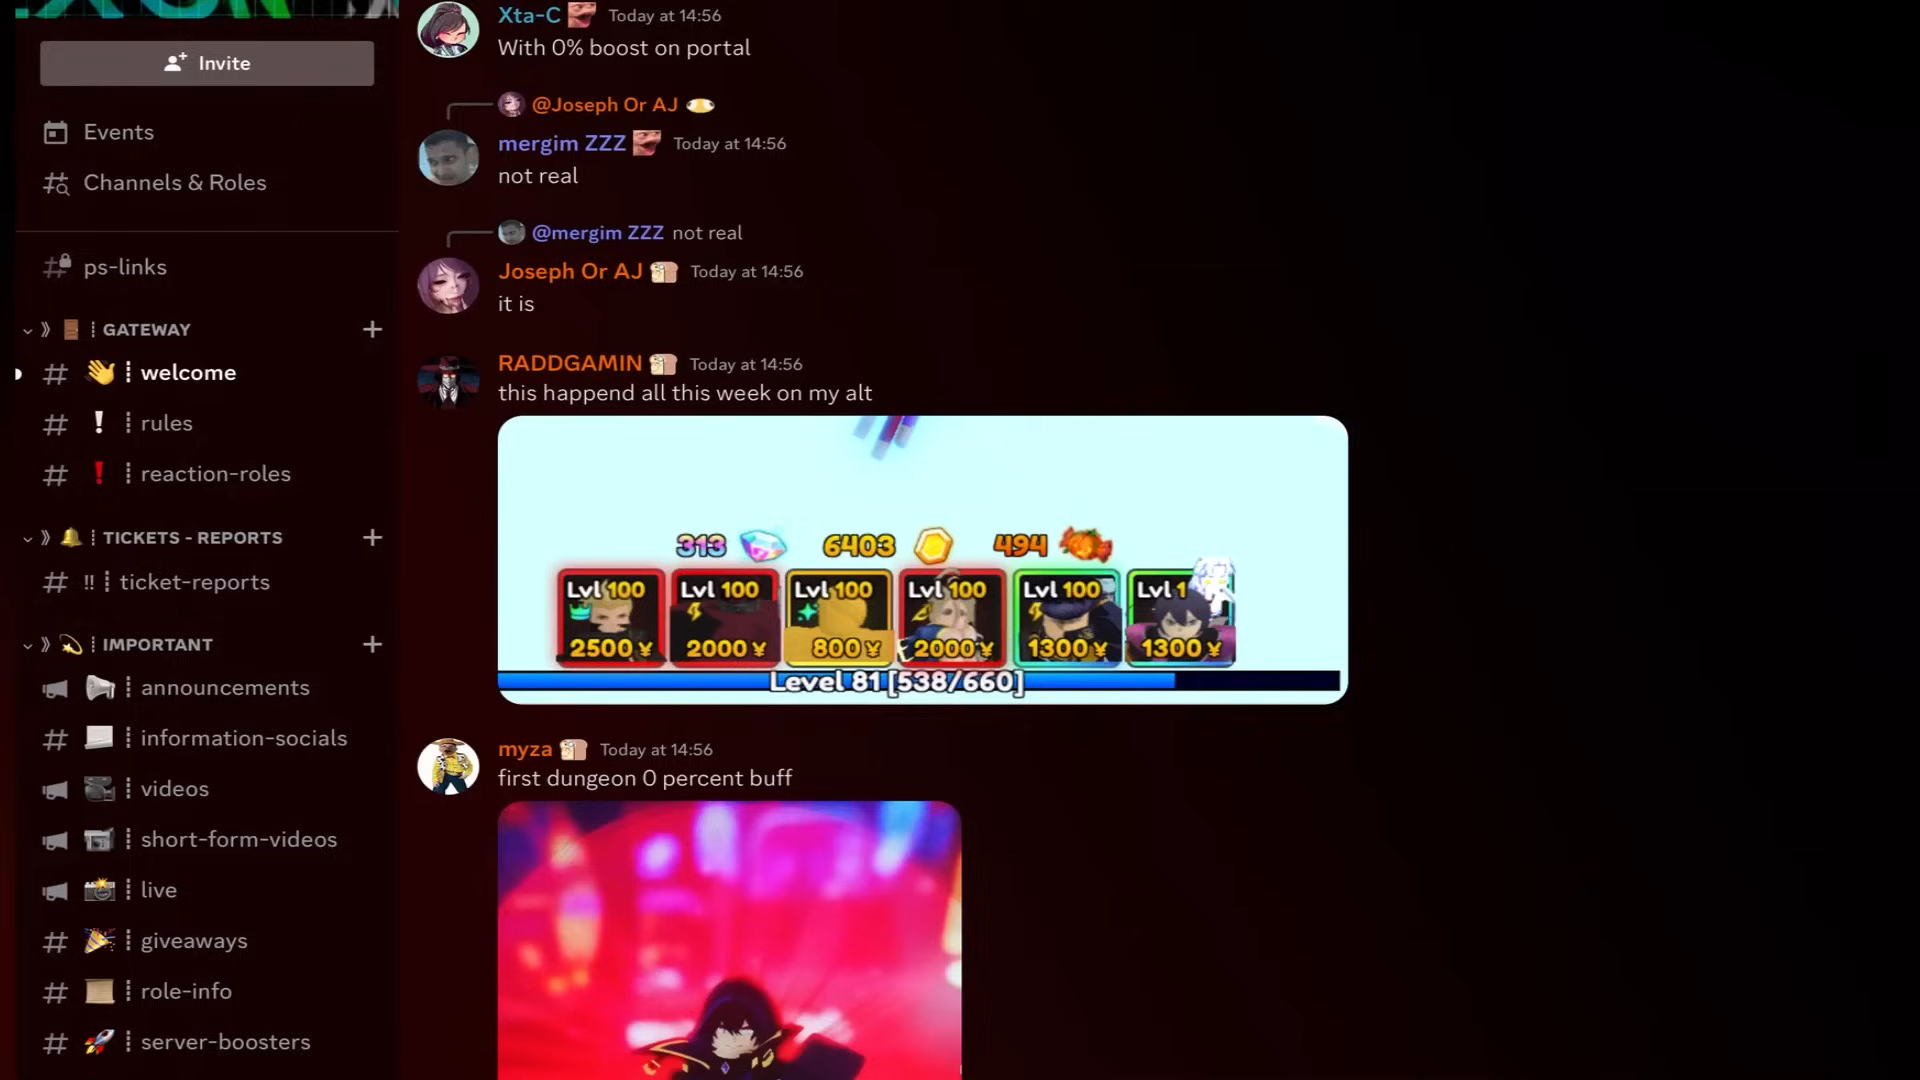 Invite
Events
Channels & Roles
ps-links
GATEWAY
welcome
rules
reaction-roles
TICKETS - REPORTS
ticket-reports
IMPORTANT
announcements
information-socials
videos
short-form-videos
live
giveaways
role-info
server-boosters
Xta-C Today at 14:56
With 0% boost on portal
@Joseph Or AJ
mergim ZZZ Today at 14:56
not real
@mergim ZZZ not real
Joseph Or AJ Today at 14:56
it is
RADDGAMIN Today at 14:56
this happend all this week on my alt
313 6403 494
Lvl 100 Lvl 100 Lvl 100 Lvl 100 Lvl 100 Lvl 1
2500 ¥ 2000 ¥ 800 ¥ 2000 ¥ 1300 ¥ 1300 ¥
Level 81 [538/660]
myza Today at 14:56
first dungeon 0 percent buff